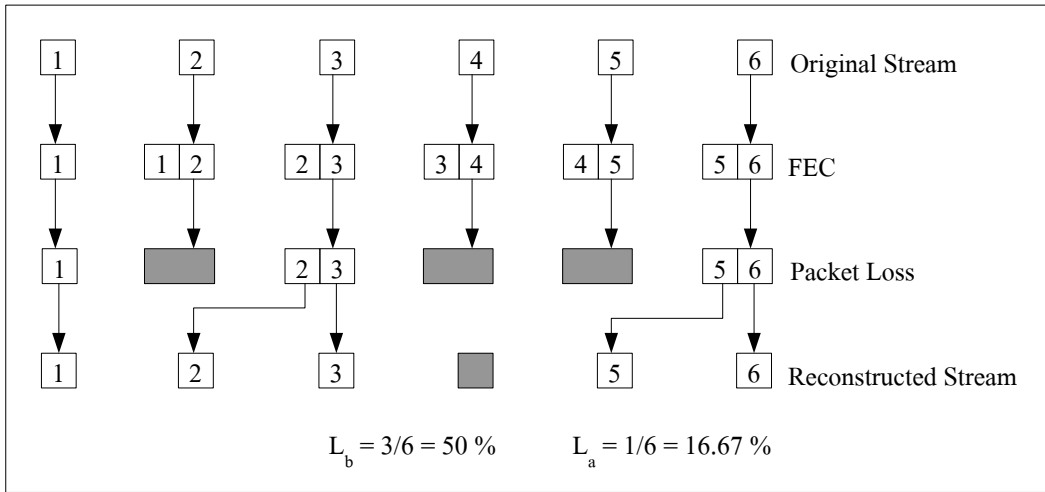 1 2 3 4 5 6 Original Stream
1 1 2 2 3 3 4 4 5 5 6 FEC
1 2 3 5 6 Packet Loss
1 2 3 5 6 Reconstructed Stream
L_b = 3/6 = 50 % L_a = 1/6 = 16.67 %